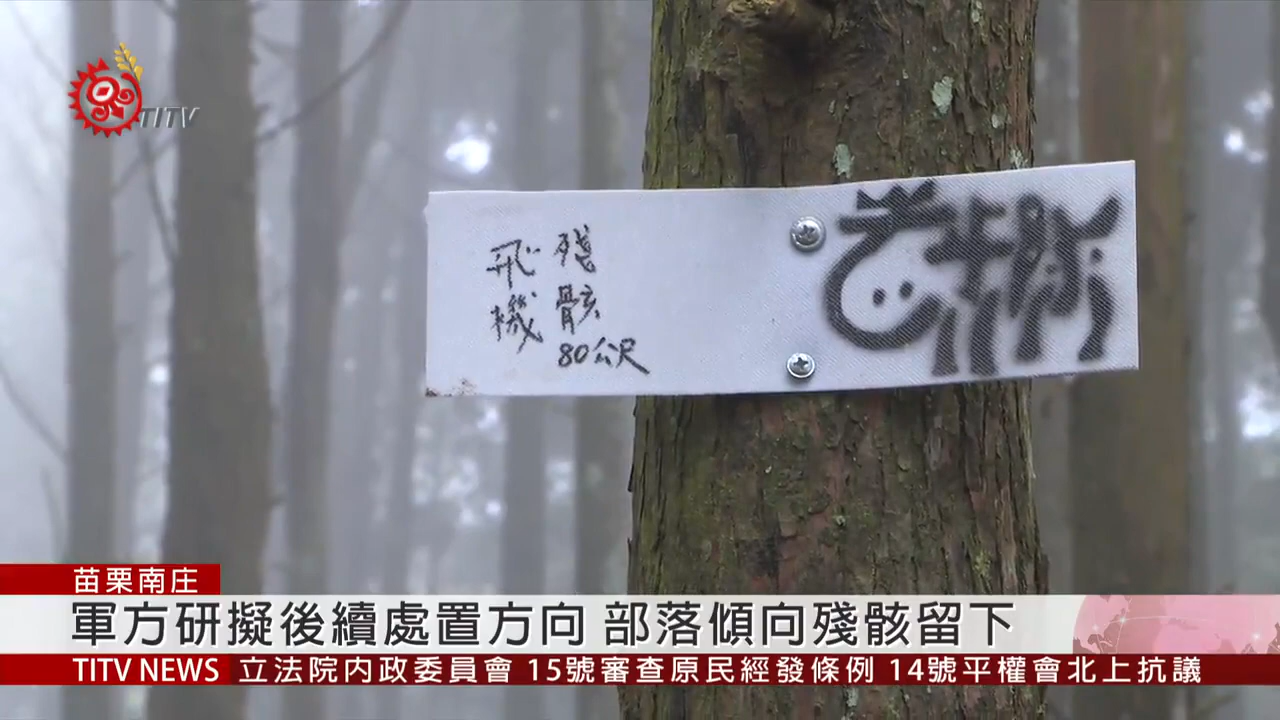 TITV
飛機
殘骸
80公尺
苗栗南庄
軍方研擬後續處置方向 部落傾向殘骸留下
TITV NEWS 立法院內政委員會 15號審查原民經發條例 14號平權會北上抗議